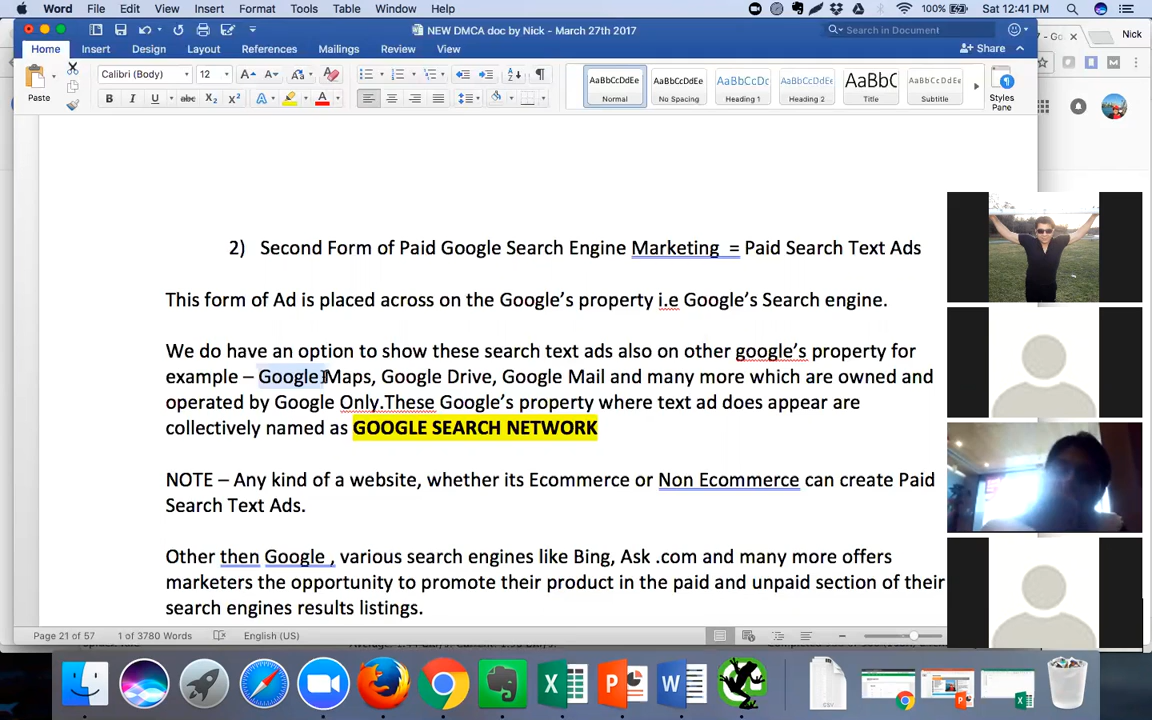 Word File Edit View Insert Format Tools Table Window Help 100% Sat 12:41 PM
NEW DMCA doc by Nick - March 27th 2017
Search in Document
Nick
Home Insert Design Layout References Mailings Review View
Share
Paste
Calibri (Body) 12
AaBbCcDdEe AaBbCcDdEe AaBbCcDc AaBbCcDdEe AaBbC AaBbCcDdEe
Normal No Spacing Heading 1 Heading 2 Title Subtitle
Styles Pane
2) Second Form of Paid Google Search Engine Marketing = Paid Search Text Ads
This form of Ad is placed across on the Google's property i.e Google's Search engine.
We do have an option to show these search text ads also on other google's property for
example – Google Maps, Google Drive, Google Mail and many more which are owned and
operated by Google Only.These Google's property where text ad does appear are
collectively named as GOOGLE SEARCH NETWORK
NOTE – Any kind of a website, whether its Ecommerce or Non Ecommerce can create Paid
Search Text Ads.
Other then Google , various search engines like Bing, Ask .com and many more offers
marketers the opportunity to promote their product in the paid and unpaid section of their
search engines results listings.
Page 21 of 57 1 of 3780 Words English (US)